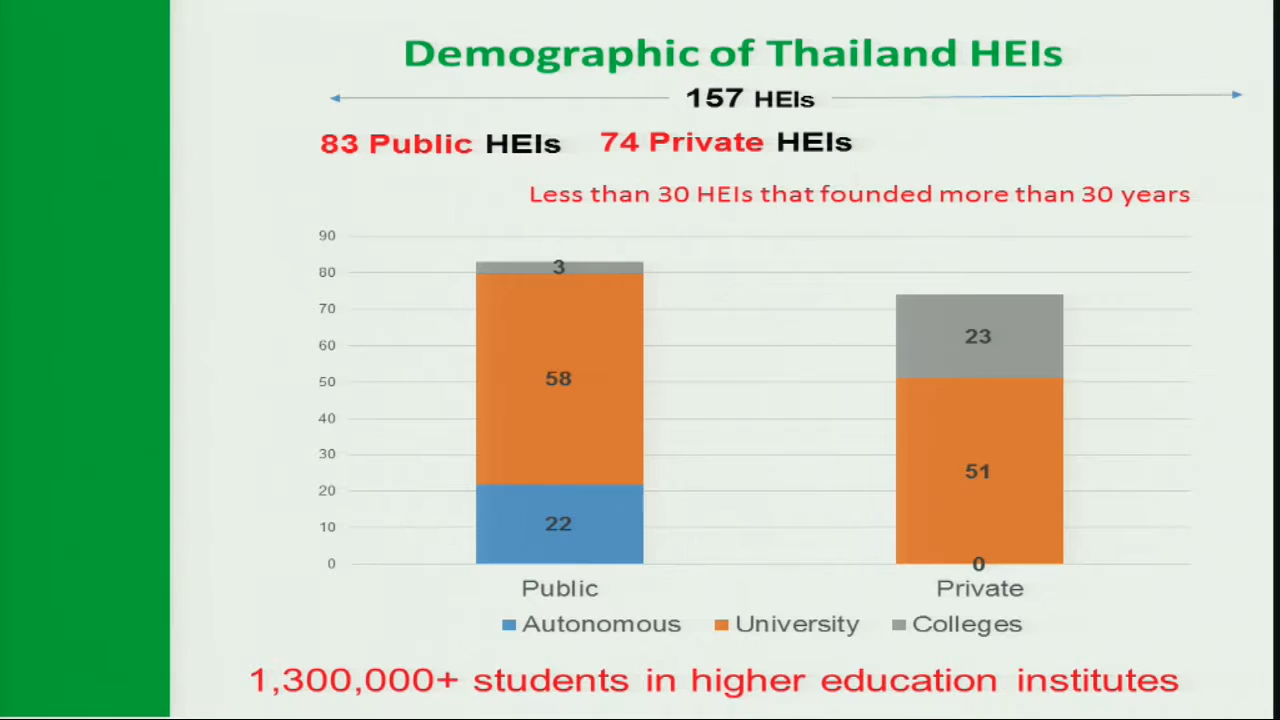 Demographic of Thailand HEIs
157 HEIs
83 Public HEIs 74 Private HEIs
Less than 30 HEIs that founded more than 30 years
90
80
70
60
50
40
30
20
10
0
3
58
22
23
51
0
Public Private
Autonomous University Colleges
1,300,000+ students in higher education institutes